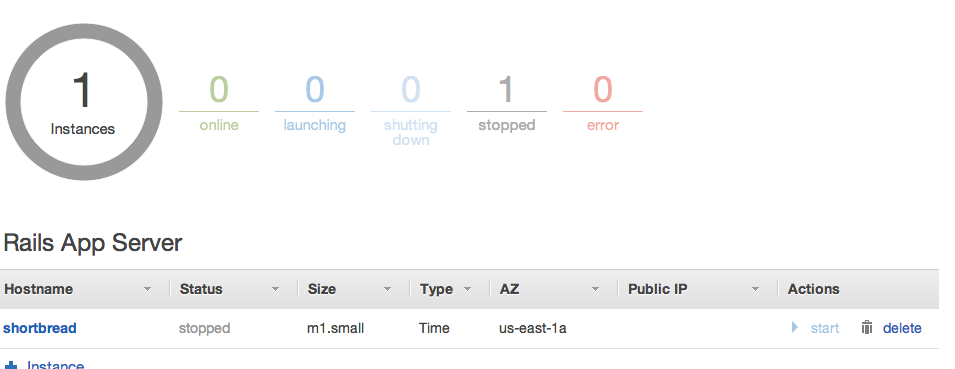 1
Instances
0 0 0 1 0
online launching shutting down stopped error
Rails App Server
Hostname Status Size Type AZ Public IP Actions
shortbread stopped m1.small Time us-east-1a start delete
Instance